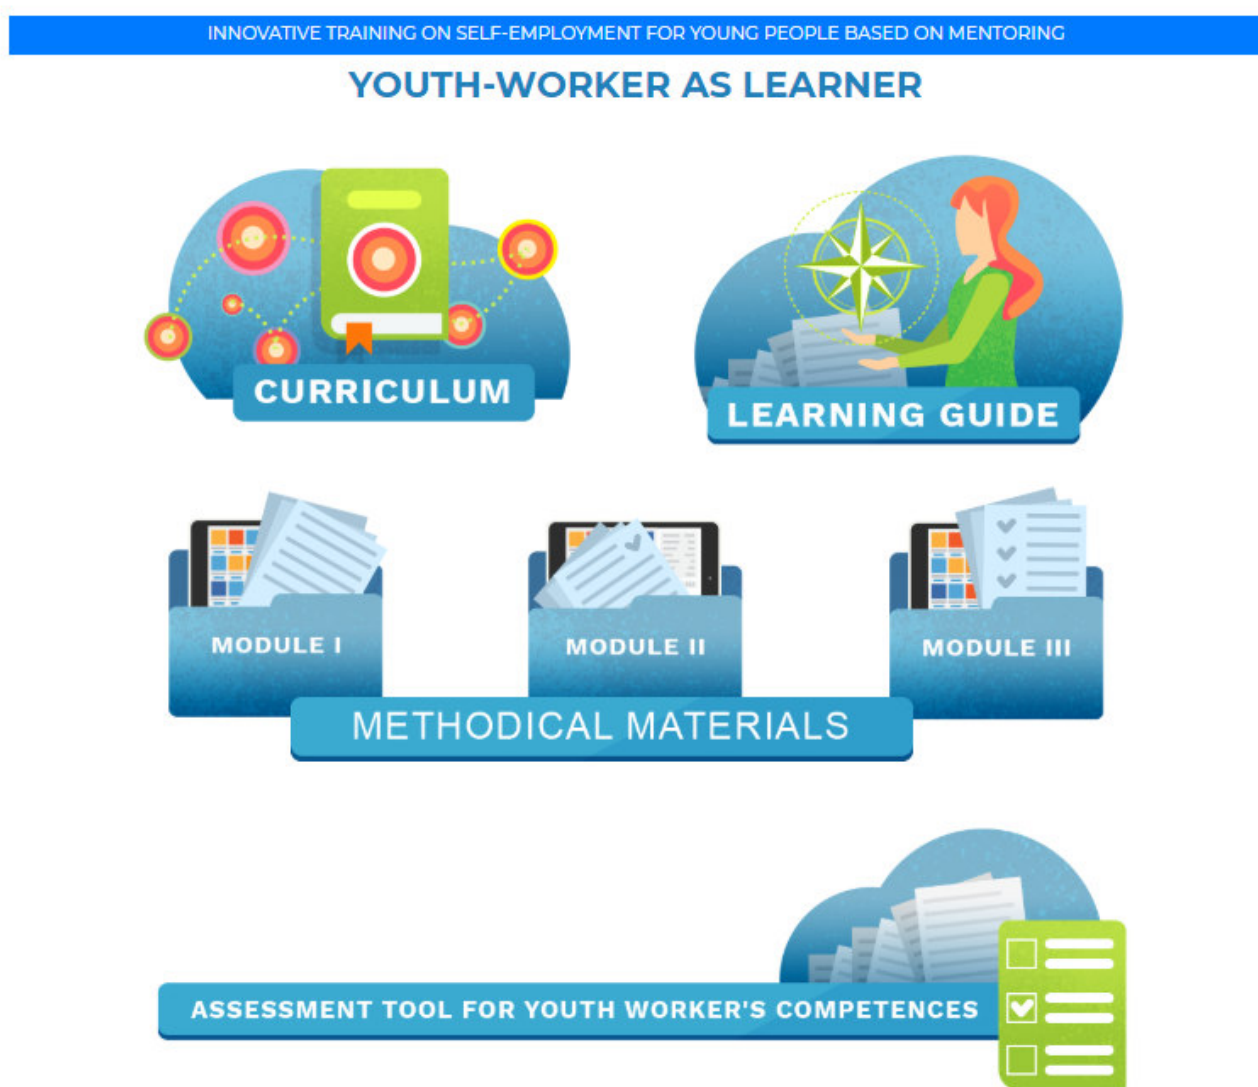 INNOVATIVE TRAINING ON SELF-EMPLOYMENT FOR YOUNG PEOPLE BASED ON MENTORING
YOUTH-WORKER AS LEARNER
CURRICULUM
LEARNING GUIDE
MODULE I
MODULE II
MODULE III
METHODICAL MATERIALS
ASSESSMENT TOOL FOR YOUTH WORKER'S COMPETENCES